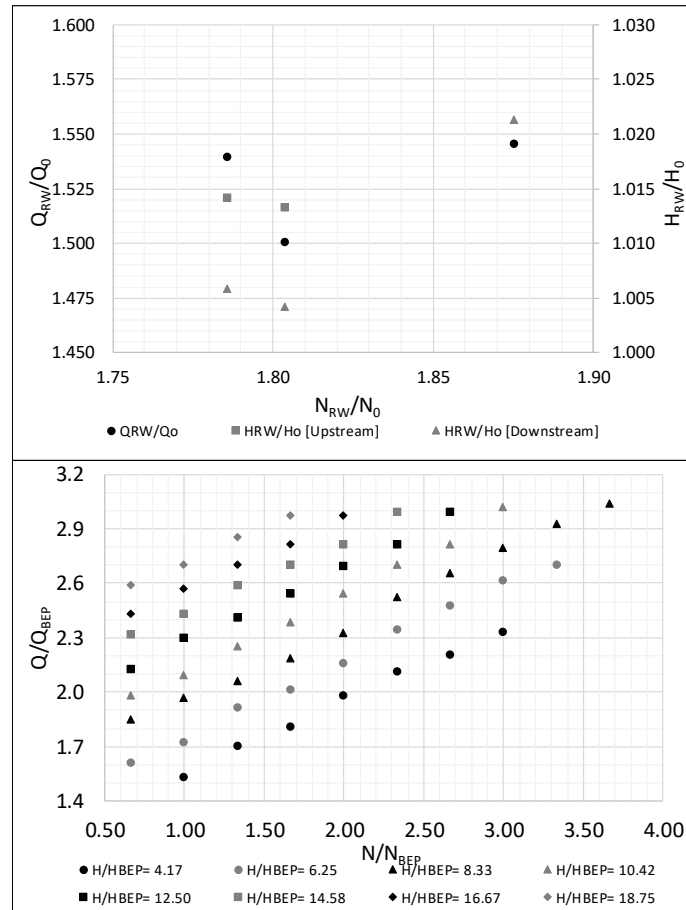 1.600 1.030
1.575 1.025
1.550 1.020
1.525 1.015
1.500 1.010
1.475 1.005
1.450 1.000
QRW/Q0
HRW/H0
1.75 1.80 1.85 1.90
NRW/N0
QRW/Qo HRW/Ho [Upstream] HRW/Ho [Downstream]
3.2
2.9
2.6
2.3
2.0
1.7
1.4
Q/QBEP
0.50 1.00 1.50 2.00 2.50 3.00 3.50 4.00
N/NBEP
H/HBEP= 4.17 H/HBEP= 6.25 H/HBEP= 8.33 H/HBEP= 10.42
H/HBEP= 12.50 H/HBEP= 14.58 H/HBEP= 16.67 H/HBEP= 18.75